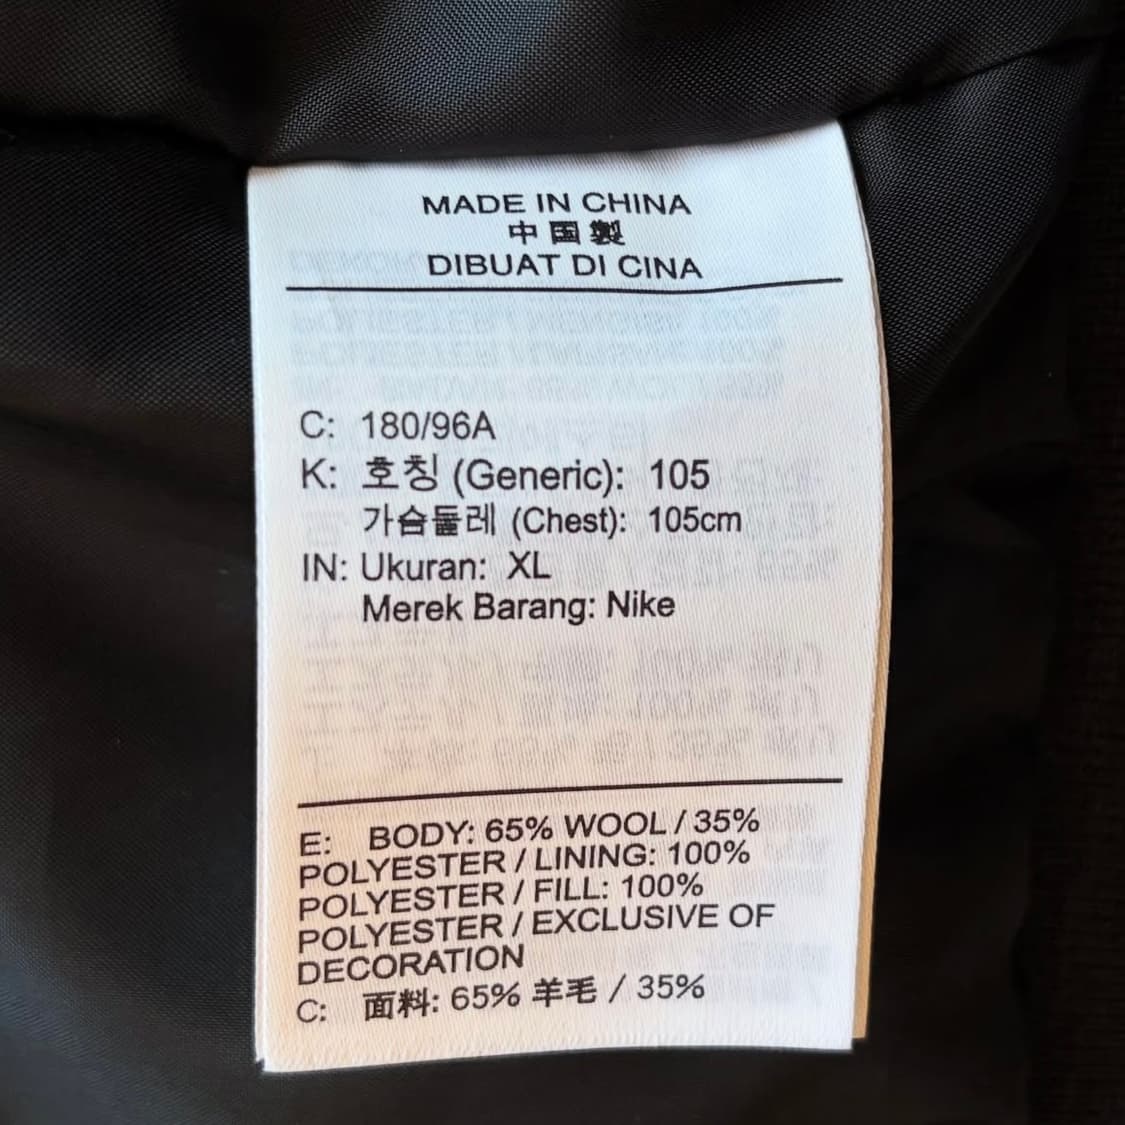 MADE IN CHINA
中国製
DIBUAT DI CINA
C: 180/96A
K: 호칭 (Generic): 105
가슴둘레 (Chest): 105cm
IN: Ukuran: XL
Merek Barang: Nike
E: BODY: 65% WOOL / 35%
POLYESTER / LINING: 100%
POLYESTER / FILL: 100%
POLYESTER / EXCLUSIVE OF
DECORATION
C: 面料: 65% 羊毛 / 35%